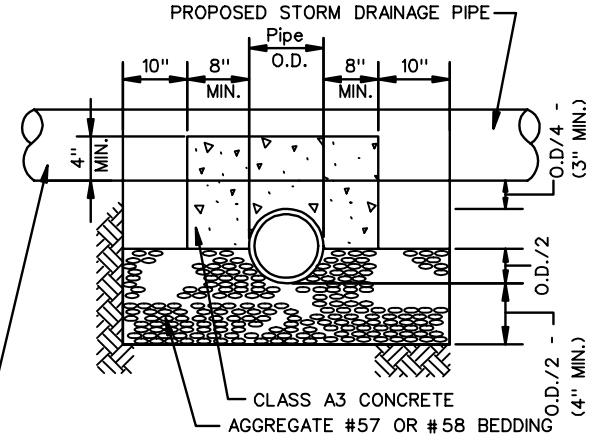 PROPOSED STORM DRAINAGE PIPE
Pipe
O.D.
10"
8"
MIN.
8"
MIN.
10"
4"
MIN.
O.D/4 -
(3" MIN.)
O.D./2
O.D./2 -
(4" MIN.)
CLASS A3 CONCRETE
AGGREGATE #57 OR #58 BEDDING